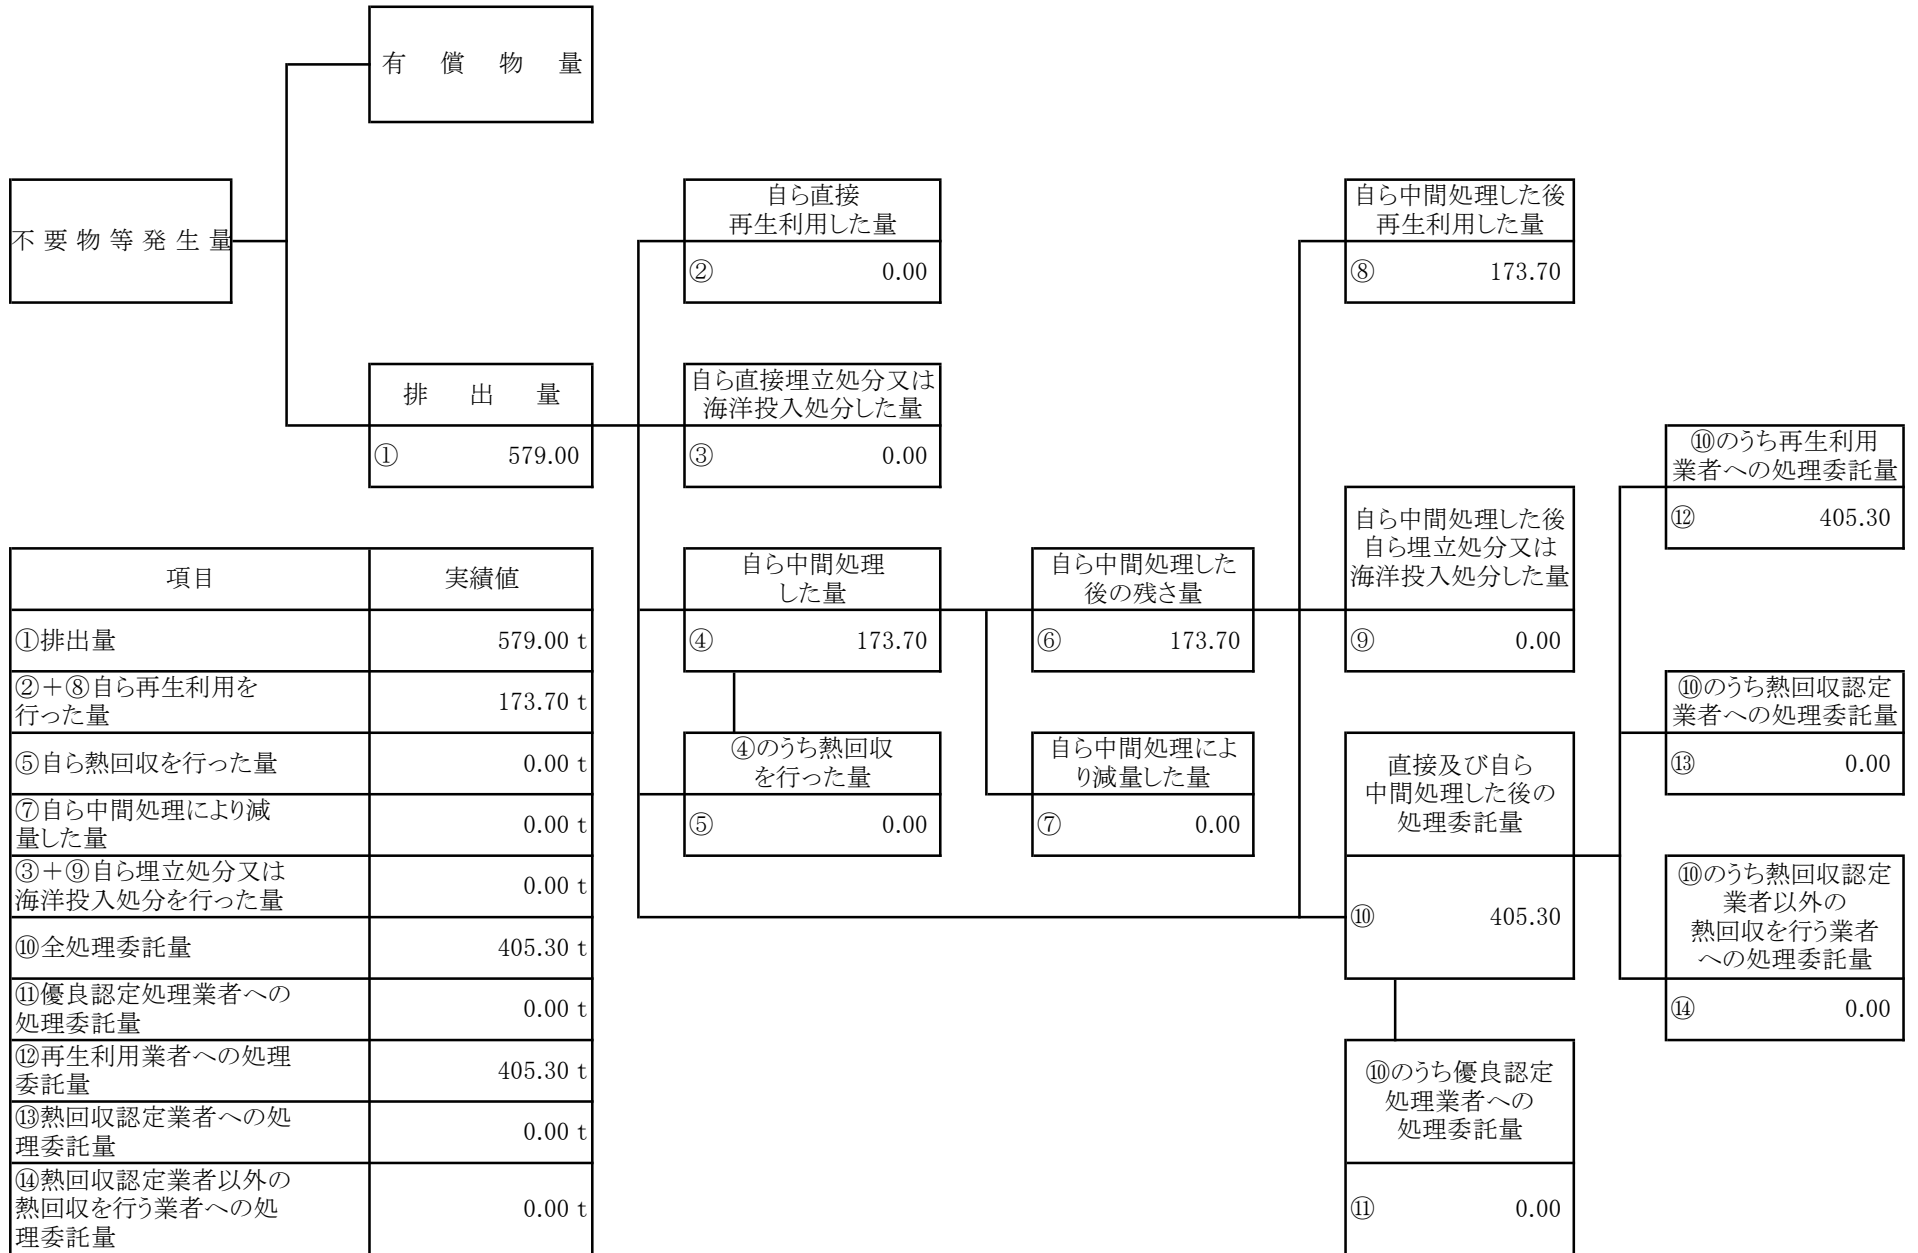 有償物量
不要物等発生量
自ら直接
再生利用した量
② 0.00
自ら中間処理した後
再生利用した量
⑧ 173.70
排出量
① 579.00
自ら直接埋立処分又は
海洋投入処分した量
③ 0.00
⑩のうち再生利用
業者への処理委託量
⑫ 405.30
自ら中間処理した後
自ら埋立処分又は
海洋投入処分した量
⑨ 0.00
自ら中間処理
した量
④ 173.70
自ら中間処理した
後の残さ量
⑥ 173.70
④のうち熱回収
を行った量
⑤ 0.00
自ら中間処理によ
り減量した量
⑦ 0.00
直接及び自ら
中間処理した後の
処理委託量
⑩ 405.30
⑩のうち熱回収認定
業者への処理委託量
⑬ 0.00
⑩のうち熱回収認定
業者以外の
熱回収を行う業者
への処理委託量
⑭ 0.00
⑩のうち優良認定
処理業者への
処理委託量
⑪ 0.00
項目 実績値
①排出量 579.00 t
②＋⑧自ら再生利用を
行った量 173.70 t
⑤自ら熱回収を行った量 0.00 t
⑦自ら中間処理により減
量した量 0.00 t
③＋⑨自ら埋立処分又は
海洋投入処分を行った量 0.00 t
⑩全処理委託量 405.30 t
⑪優良認定処理業者への
処理委託量 0.00 t
⑫再生利用業者への処理
委託量 405.30 t
⑬熱回収認定業者への処
理委託量 0.00 t
⑭熱回収認定業者以外の
熱回収を行う業者への処
理委託量 0.00 t